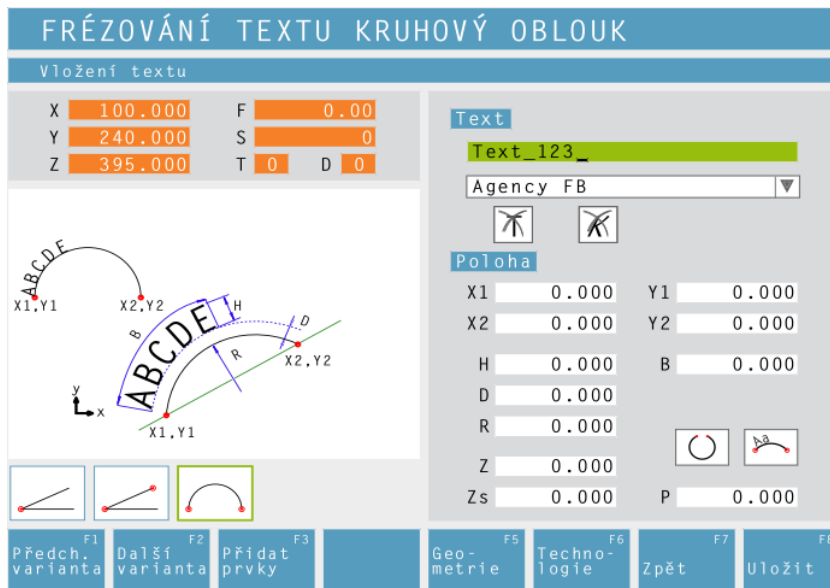 FRÉZOVÁNÍ TEXTU KRUHOVÝ OBLOUK
Vložení textu
X 100.000 F 0.00
Y 240.000 S 0
Z 395.000 T 0 D 0
Text
Text_123_
Agency FB
T K
Poloha
X1 0.000 Y1 0.000
X2 0.000 Y2 0.000
H 0.000 B 0.000
D 0.000
R 0.000
Z 0.000
Zs 0.000 P 0.000
Aa
ABCDE
X1,Y1 X2,Y2
B ABCDE H D
R X2,Y2
y
x
X1,Y1
F1 Předch. varianta
F2 Další varianta
F3 Přidat prvky
F5 Geo-metrie
F6 Techno-logie
F7 Zpět
F8 Uložit